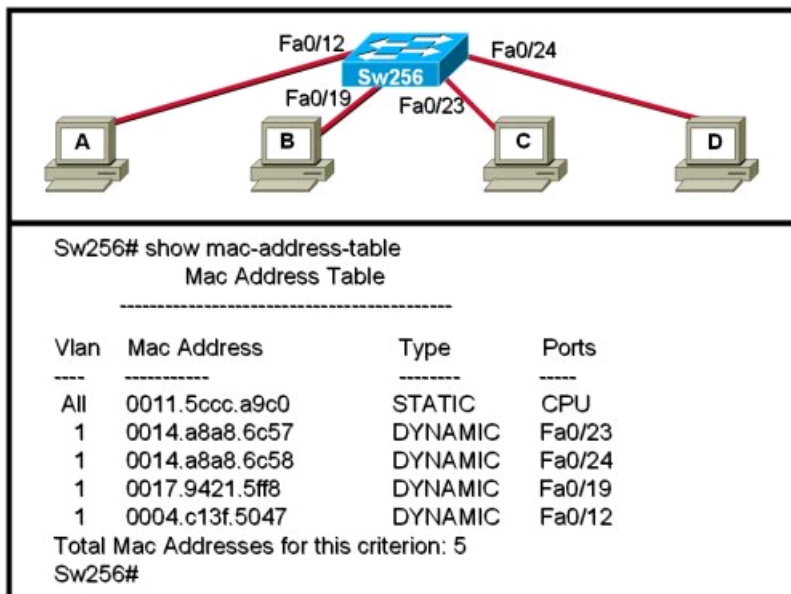 Fa0/12
Fa0/24
Sw256
Fa0/19
Fa0/23
A
B
C
D
Sw256# show mac-address-table
Mac Address Table
--------------------------------------------
Vlan Mac Address Type Ports
---- ----------- -------- -----
All 0011.5ccc.a9c0 STATIC CPU
1 0014.a8a8.6c57 DYNAMIC Fa0/23
1 0014.a8a8.6c58 DYNAMIC Fa0/24
1 0017.9421.5ff8 DYNAMIC Fa0/19
1 0004.c13f.5047 DYNAMIC Fa0/12
Total Mac Addresses for this criterion: 5
Sw256#